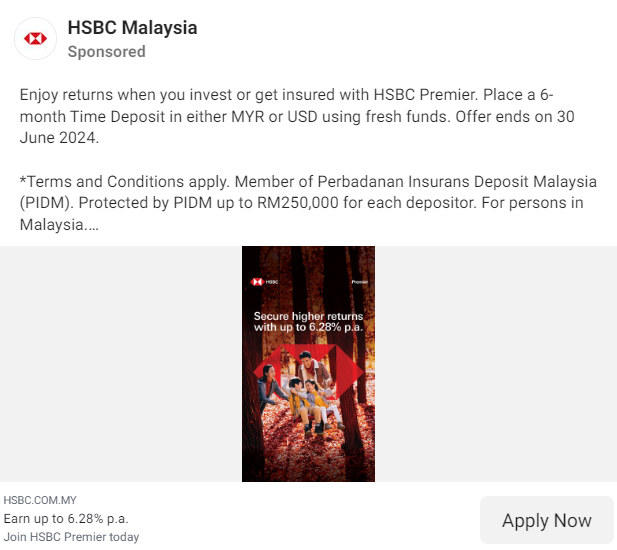 HSBC Malaysia
Sponsored
Enjoy returns when you invest or get insured with HSBC Premier. Place a 6-
month Time Deposit in either MYR or USD using fresh funds. Offer ends on 30
June 2024.
*Terms and Conditions apply. Member of Perbadanan Insurans Deposit Malaysia
(PIDM). Protected by PIDM up to RM250,000 for each depositor. For persons in
Malaysia....
HSBC Premier
Secure higher returns
with up to 6.28% p.a.
HSBC.COM.MY
Earn up to 6.28% p.a.
Join HSBC Premier today
Apply Now